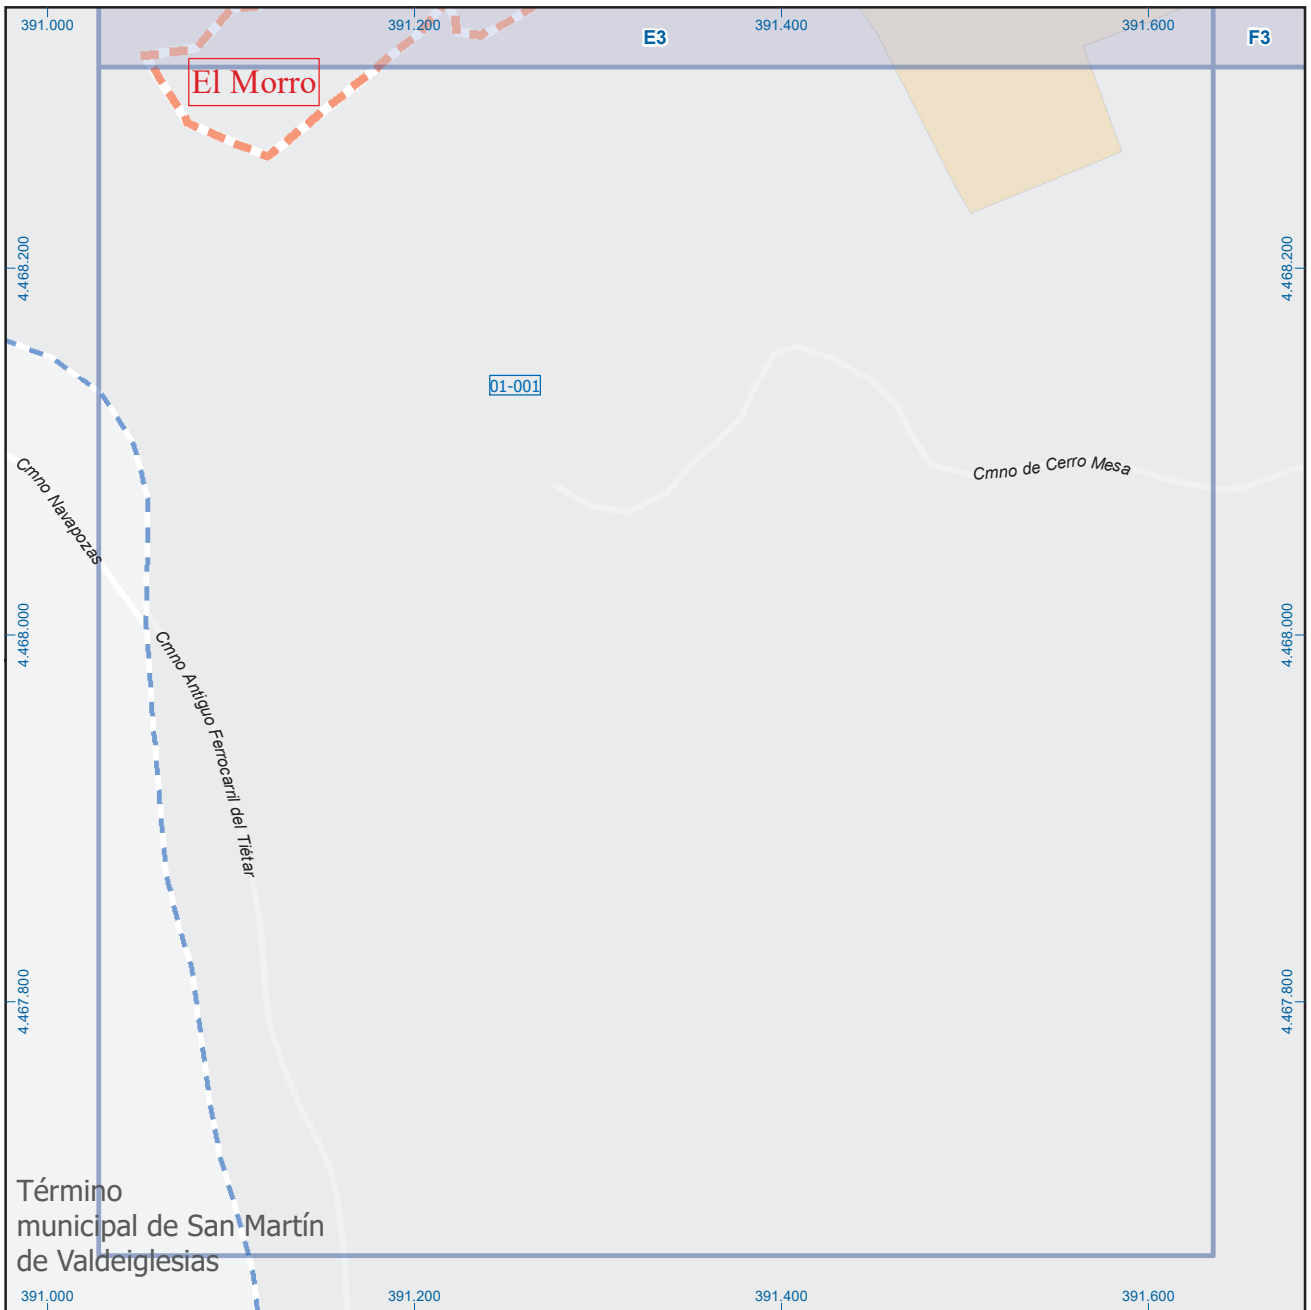 391.000
391.200
391.400
391.600
E3
F3
El Morro
4.468.200
4.468.200
01-001
Cmno de Cerro Mesa
Cmno Navapozas
4.468.000
4.468.000
Cmno Antiguo Ferrocarril del Tiétar
4.467.800
4.467.800
Término
municipal de San Martín
de Valdeiglesias
391.000
391.200
391.400
391.600